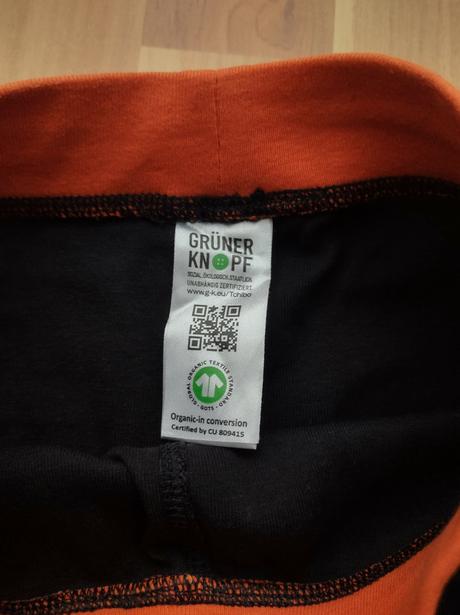 GRÜNER
KNOPF
SOZIAL.ÖKOLOGISCH.STAATLICH.
UNABHÄNGIG ZERTIFIZIERT.
www.g-k.eu/Tchibo
GLOBAL ORGANIC TEXTILE STANDARD
· GOTS ·
Organic-in conversion
Certified by CU 809415